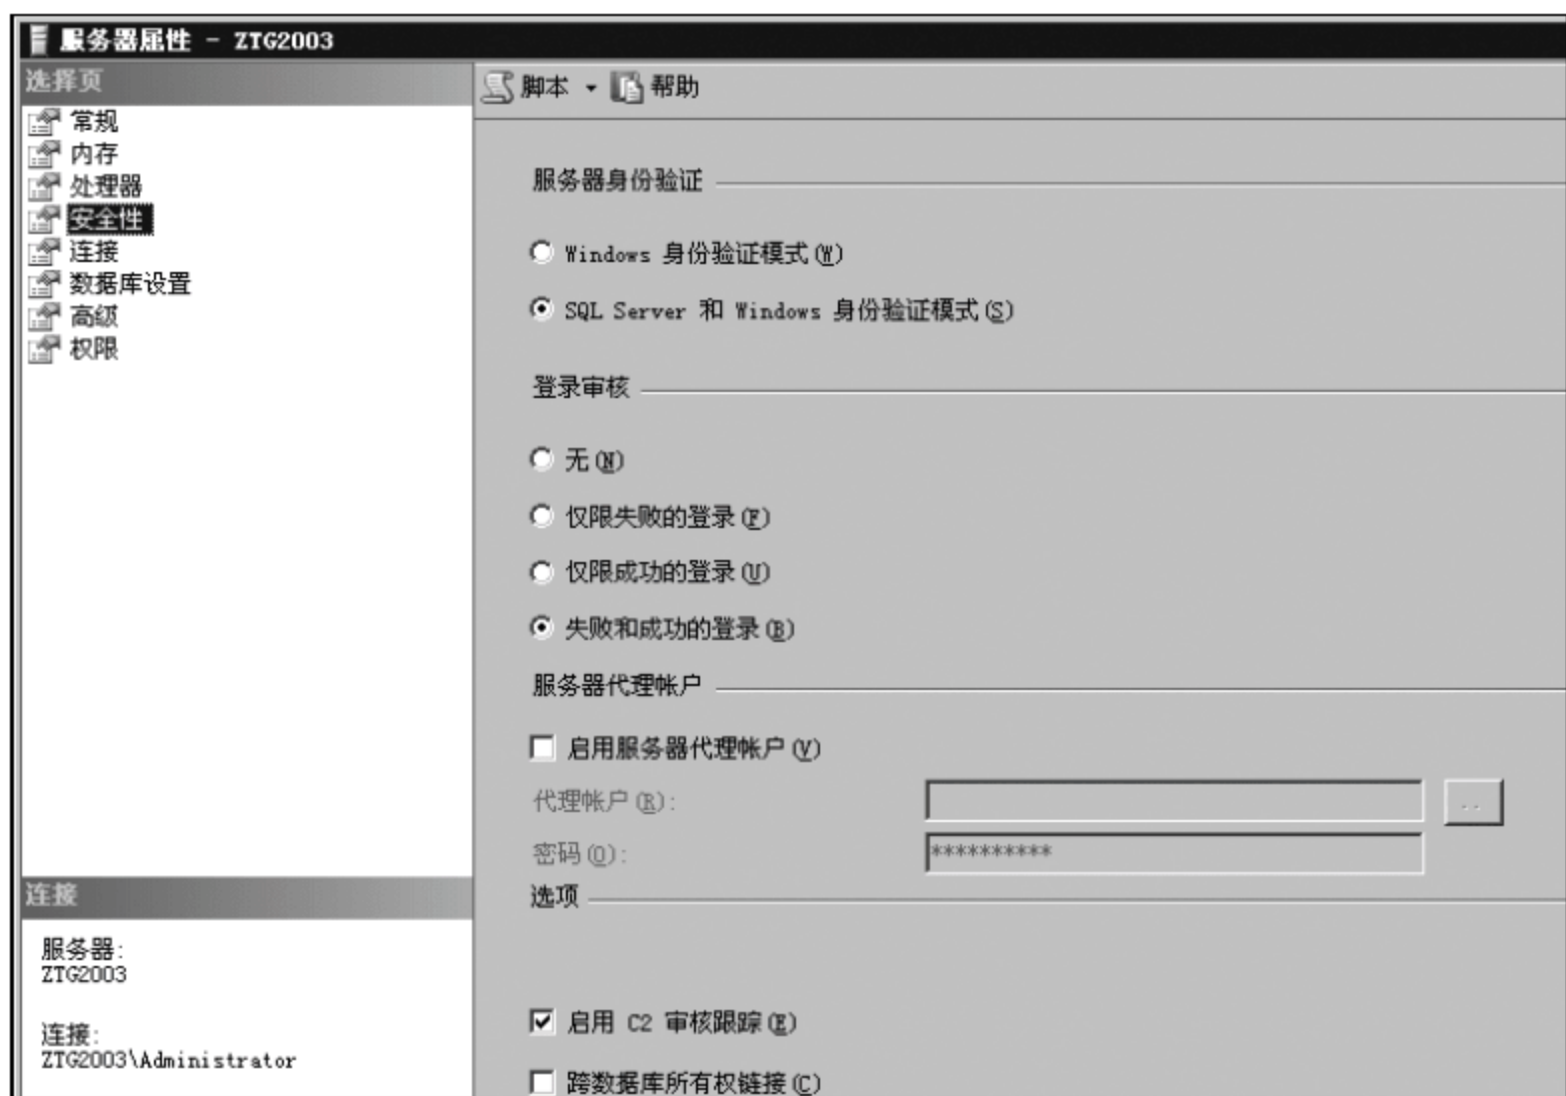 服务器属性 - ZTG2003
选择页
常规
内存
处理器
安全性
连接
数据库设置
高级
权限
脚本 帮助
服务器身份验证
Windows 身份验证模式(W)
SQL Server 和 Windows 身份验证模式(S)
登录审核
无(N)
仅限失败的登录(F)
仅限成功的登录(U)
失败和成功的登录(B)
服务器代理帐户
启用服务器代理帐户(V)
代理帐户(R):
..
密码(O):
**********
选项
启用 C2 审核跟踪(E)
跨数据库所有权链接(C)
连接
服务器:
ZTG2003
连接:
ZTG2003\Administrator